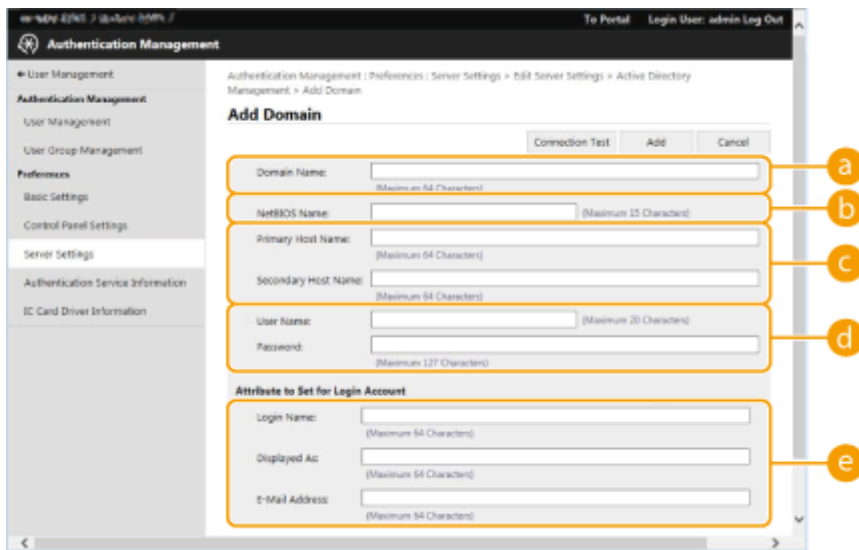 To Portal Login User: admin Log Out
Authentication Management
User Management
Authentication Management
User Management
User Group Management
Preferences
Basic Settings
Control Panel Settings
Server Settings
Authentication Service Information
IC Card Driver Information
Authentication Management : Preferences : Server Settings > Edit Server Settings > Active Directory
Management > Add Domain
Add Domain
Connection Test Add Cancel
Domain Name:
(Maximum 64 Characters)
a
NetBIOS Name: (Maximum 15 Characters)
b
Primary Host Name:
(Maximum 64 Characters)
Secondary Host Name:
(Maximum 64 Characters)
c
User Name: (Maximum 20 Characters)
Password:
(Maximum 127 Characters)
d
Attribute to Set for Login Account
Login Name:
(Maximum 64 Characters)
Displayed As:
(Maximum 64 Characters)
E-Mail Address:
(Maximum 64 Characters)
e